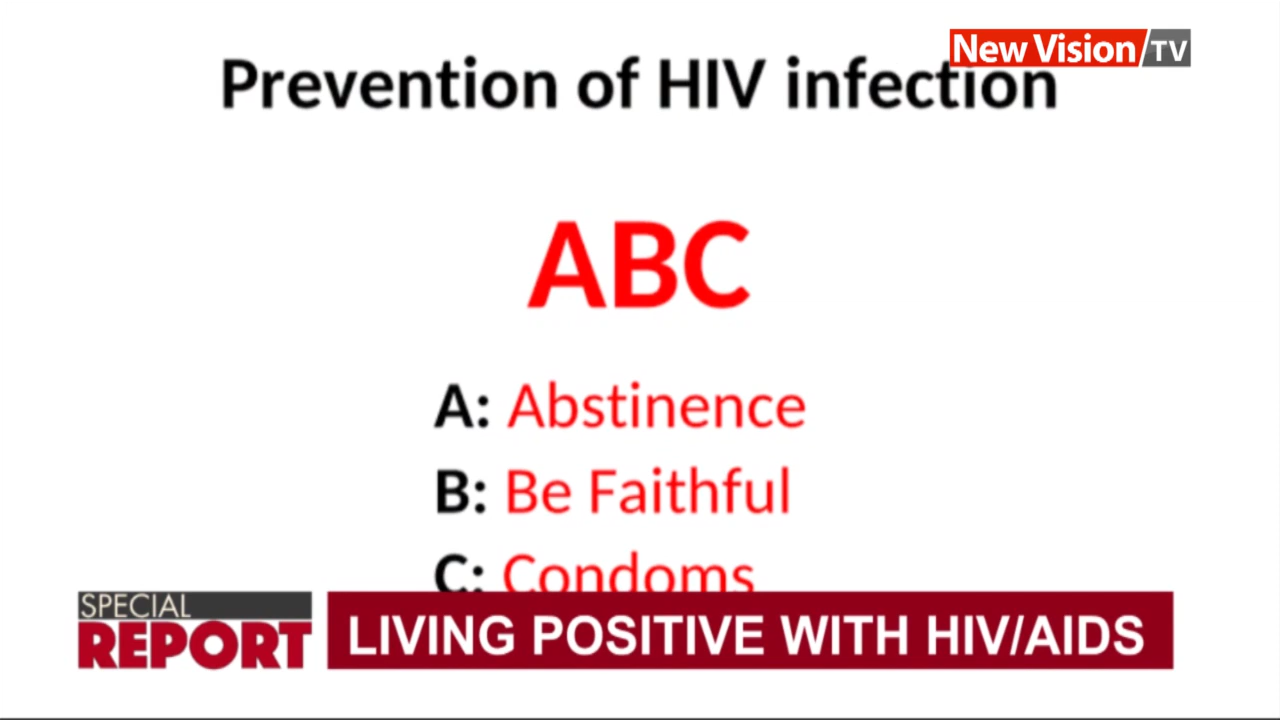 New Vision TV
Prevention of HIV infection
ABC
A: Abstinence
B: Be Faithful
C: Condoms
SPECIAL
REPORT
LIVING POSITIVE WITH HIV/AIDS